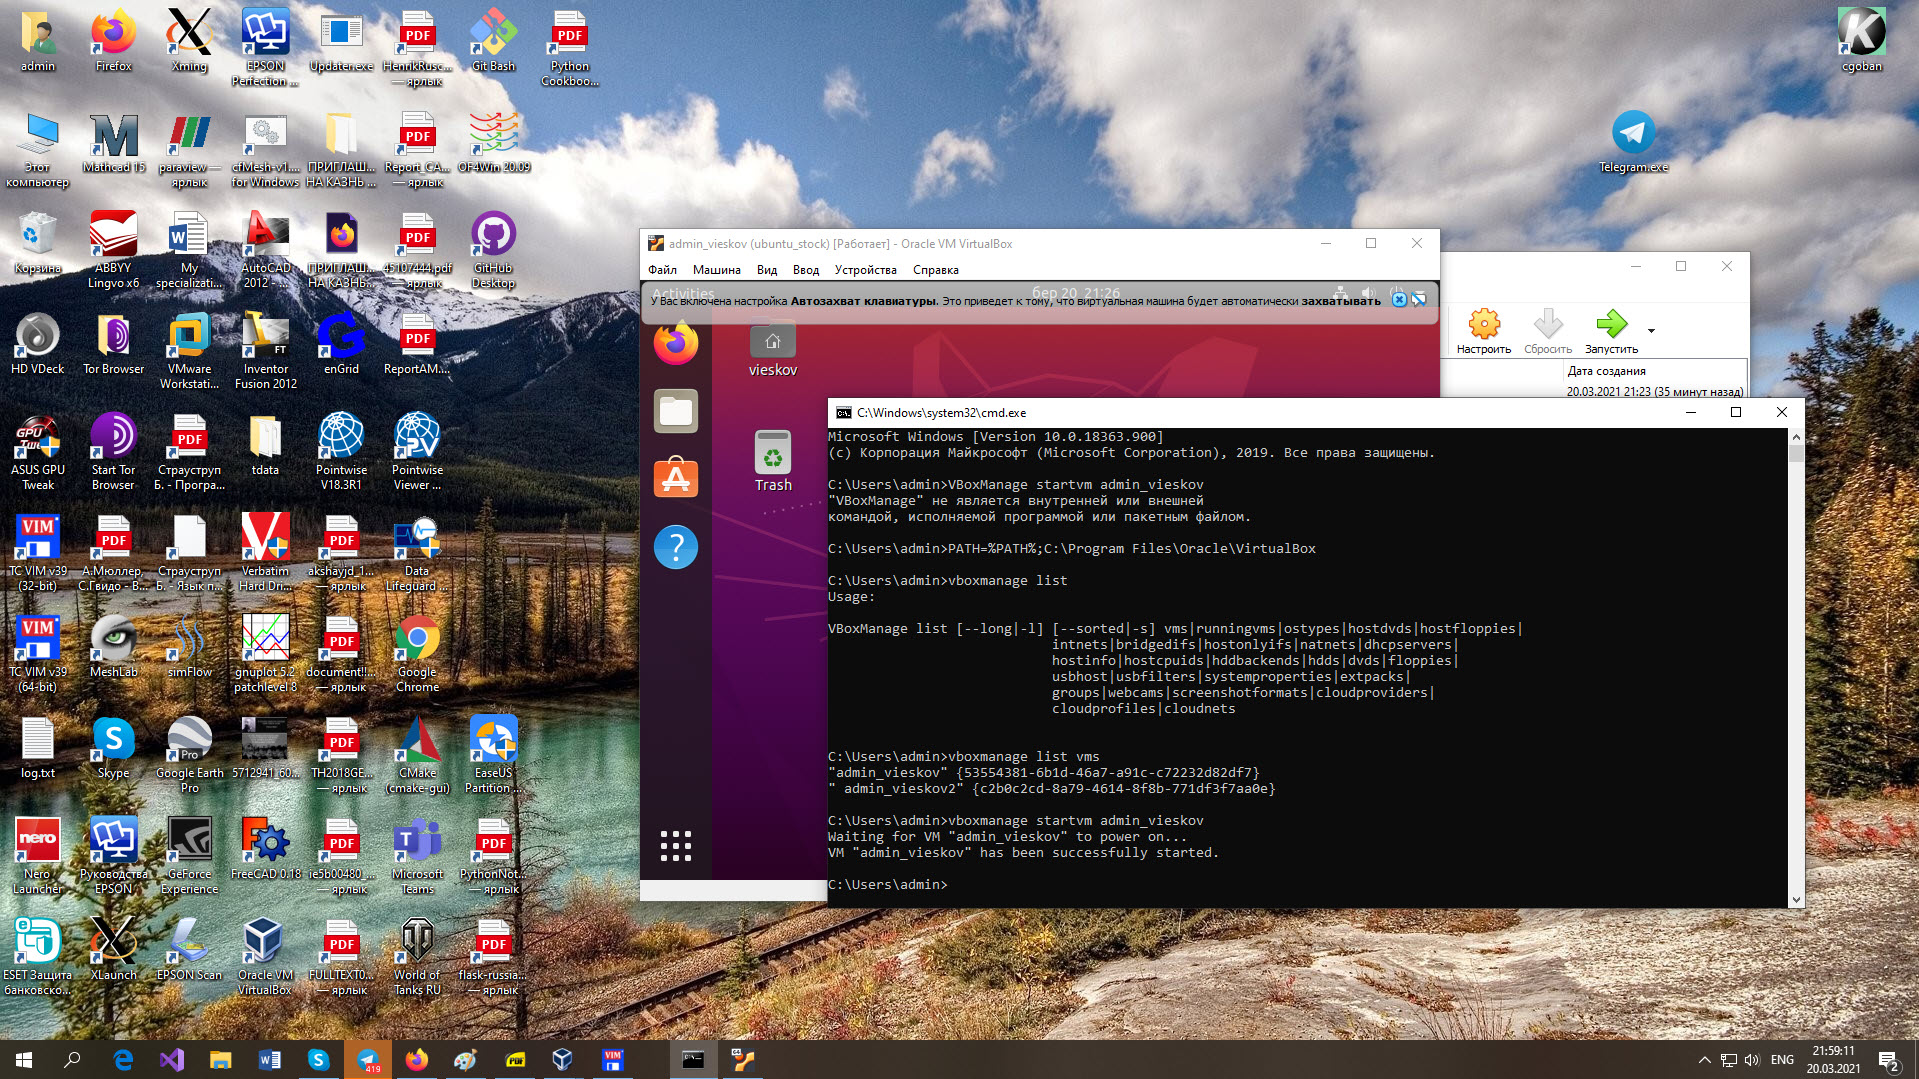 admin
Firefox
Xming
EPSON
Perfection ...
Updater.exe
HenrikRusc...
— ярлык
Git Bash
Python
Cookboo...
cgoban
Этот
компьютер
Mathcad 15
paraview —
ярлык
cfMesh-v1....
for Windows
ПРИГЛАШ...
НА КАЗНЬ ...
Report_CA...
— ярлык
OF4Win 20.09
Telegram.exe
Корзина
ABBYY
Lingvo x6
My
specializati...
AutoCAD
2012 - ...
ПРИГЛАШ...
НА КАЗНЬ...
45107444.pdf
— ярлык
GitHub
Desktop
HD VDeck
Tor Browser
VMware
Workstati...
Inventor
Fusion 2012
enGrid
ReportAM....
ASUS GPU
Tweak
Start Tor
Browser
Страуструп
Б. - Програ...
tdata
Pointwise
V18.3R1
Pointwise
Viewer ...
TC VIM v39
(32-bit)
А.Мюллер,
С.Гвидо - В...
Страуструп
Б. - Язык п...
Verbatim
Hard Dri...
akshayjd_1...
— ярлык
Data
Lifeguard ...
TC VIM v39
(64-bit)
MeshLab
simFlow
gnuplot 5.2
patchlevel 8
document!!...
— ярлык
Google
Chrome
log.txt
Skype
Google Earth
Pro
5712941_60...
TH2018GE...
— ярлык
CMake
(cmake-gui)
EaseUS
Partition ...
Nero
Launcher
Руководства
EPSON
GeForce
Experience
FreeCAD 0.18
ie5b00480_...
— ярлык
Microsoft
Teams
PythonNot...
— ярлык
ESET Защита
банковско...
XLaunch
EPSON Scan
Oracle VM
VirtualBox
FULLTEXT0...
— ярлык
World of
Tanks RU
flask-russia...
— ярлык
admin_vieskov (ubuntu_stock) [Работает] - Oracle VM VirtualBox
Файл Машина Вид Ввод Устройства Справка
Activities
бер 20 21:26
У Вас включена настройка Автозахват клавиатуры. Это приведет к тому, что виртуальная машина будет автоматически захватывать
vieskov
Trash
Настроить
Сбросить
Запустить
Дата создания
20.03.2021 21:23 (35 минут назад)
C:\Windows\system32\cmd.exe
Microsoft Windows [Version 10.0.18363.900]
(c) Корпорация Майкрософт (Microsoft Corporation), 2019. Все права защищены.
C:\Users\admin>VBoxManage startvm admin_vieskov
"VBoxManage" не является внутренней или внешней
командой, исполняемой программой или пакетным файлом.
C:\Users\admin>PATH=%PATH%;C:\Program Files\Oracle\VirtualBox
C:\Users\admin>vboxmanage list
Usage:
VBoxManage list [--long|-l] [--sorted|-s] vms|runningvms|ostypes|hostdvds|hostfloppies|
intnets|bridgedifs|hostonlyifs|natnets|dhcpservers|
hostinfo|hostcpuids|hddbackends|hdds|dvds|floppies|
usbhost|usbfilters|systemproperties|extpacks|
groups|webcams|screenshotformats|cloudproviders|
cloudprofiles|cloudnets
C:\Users\admin>vboxmanage list vms
"admin_vieskov" {53554381-6b1d-46a7-a91c-c72232d82df7}
" admin_vieskov2" {c2b0c2cd-8a79-4614-8f8b-771df3f7aa0e}
C:\Users\admin>vboxmanage startvm admin_vieskov
Waiting for VM "admin_vieskov" to power on...
VM "admin_vieskov" has been successfully started.
C:\Users\admin>
419
ENG
21:59:11
20.03.2021
2